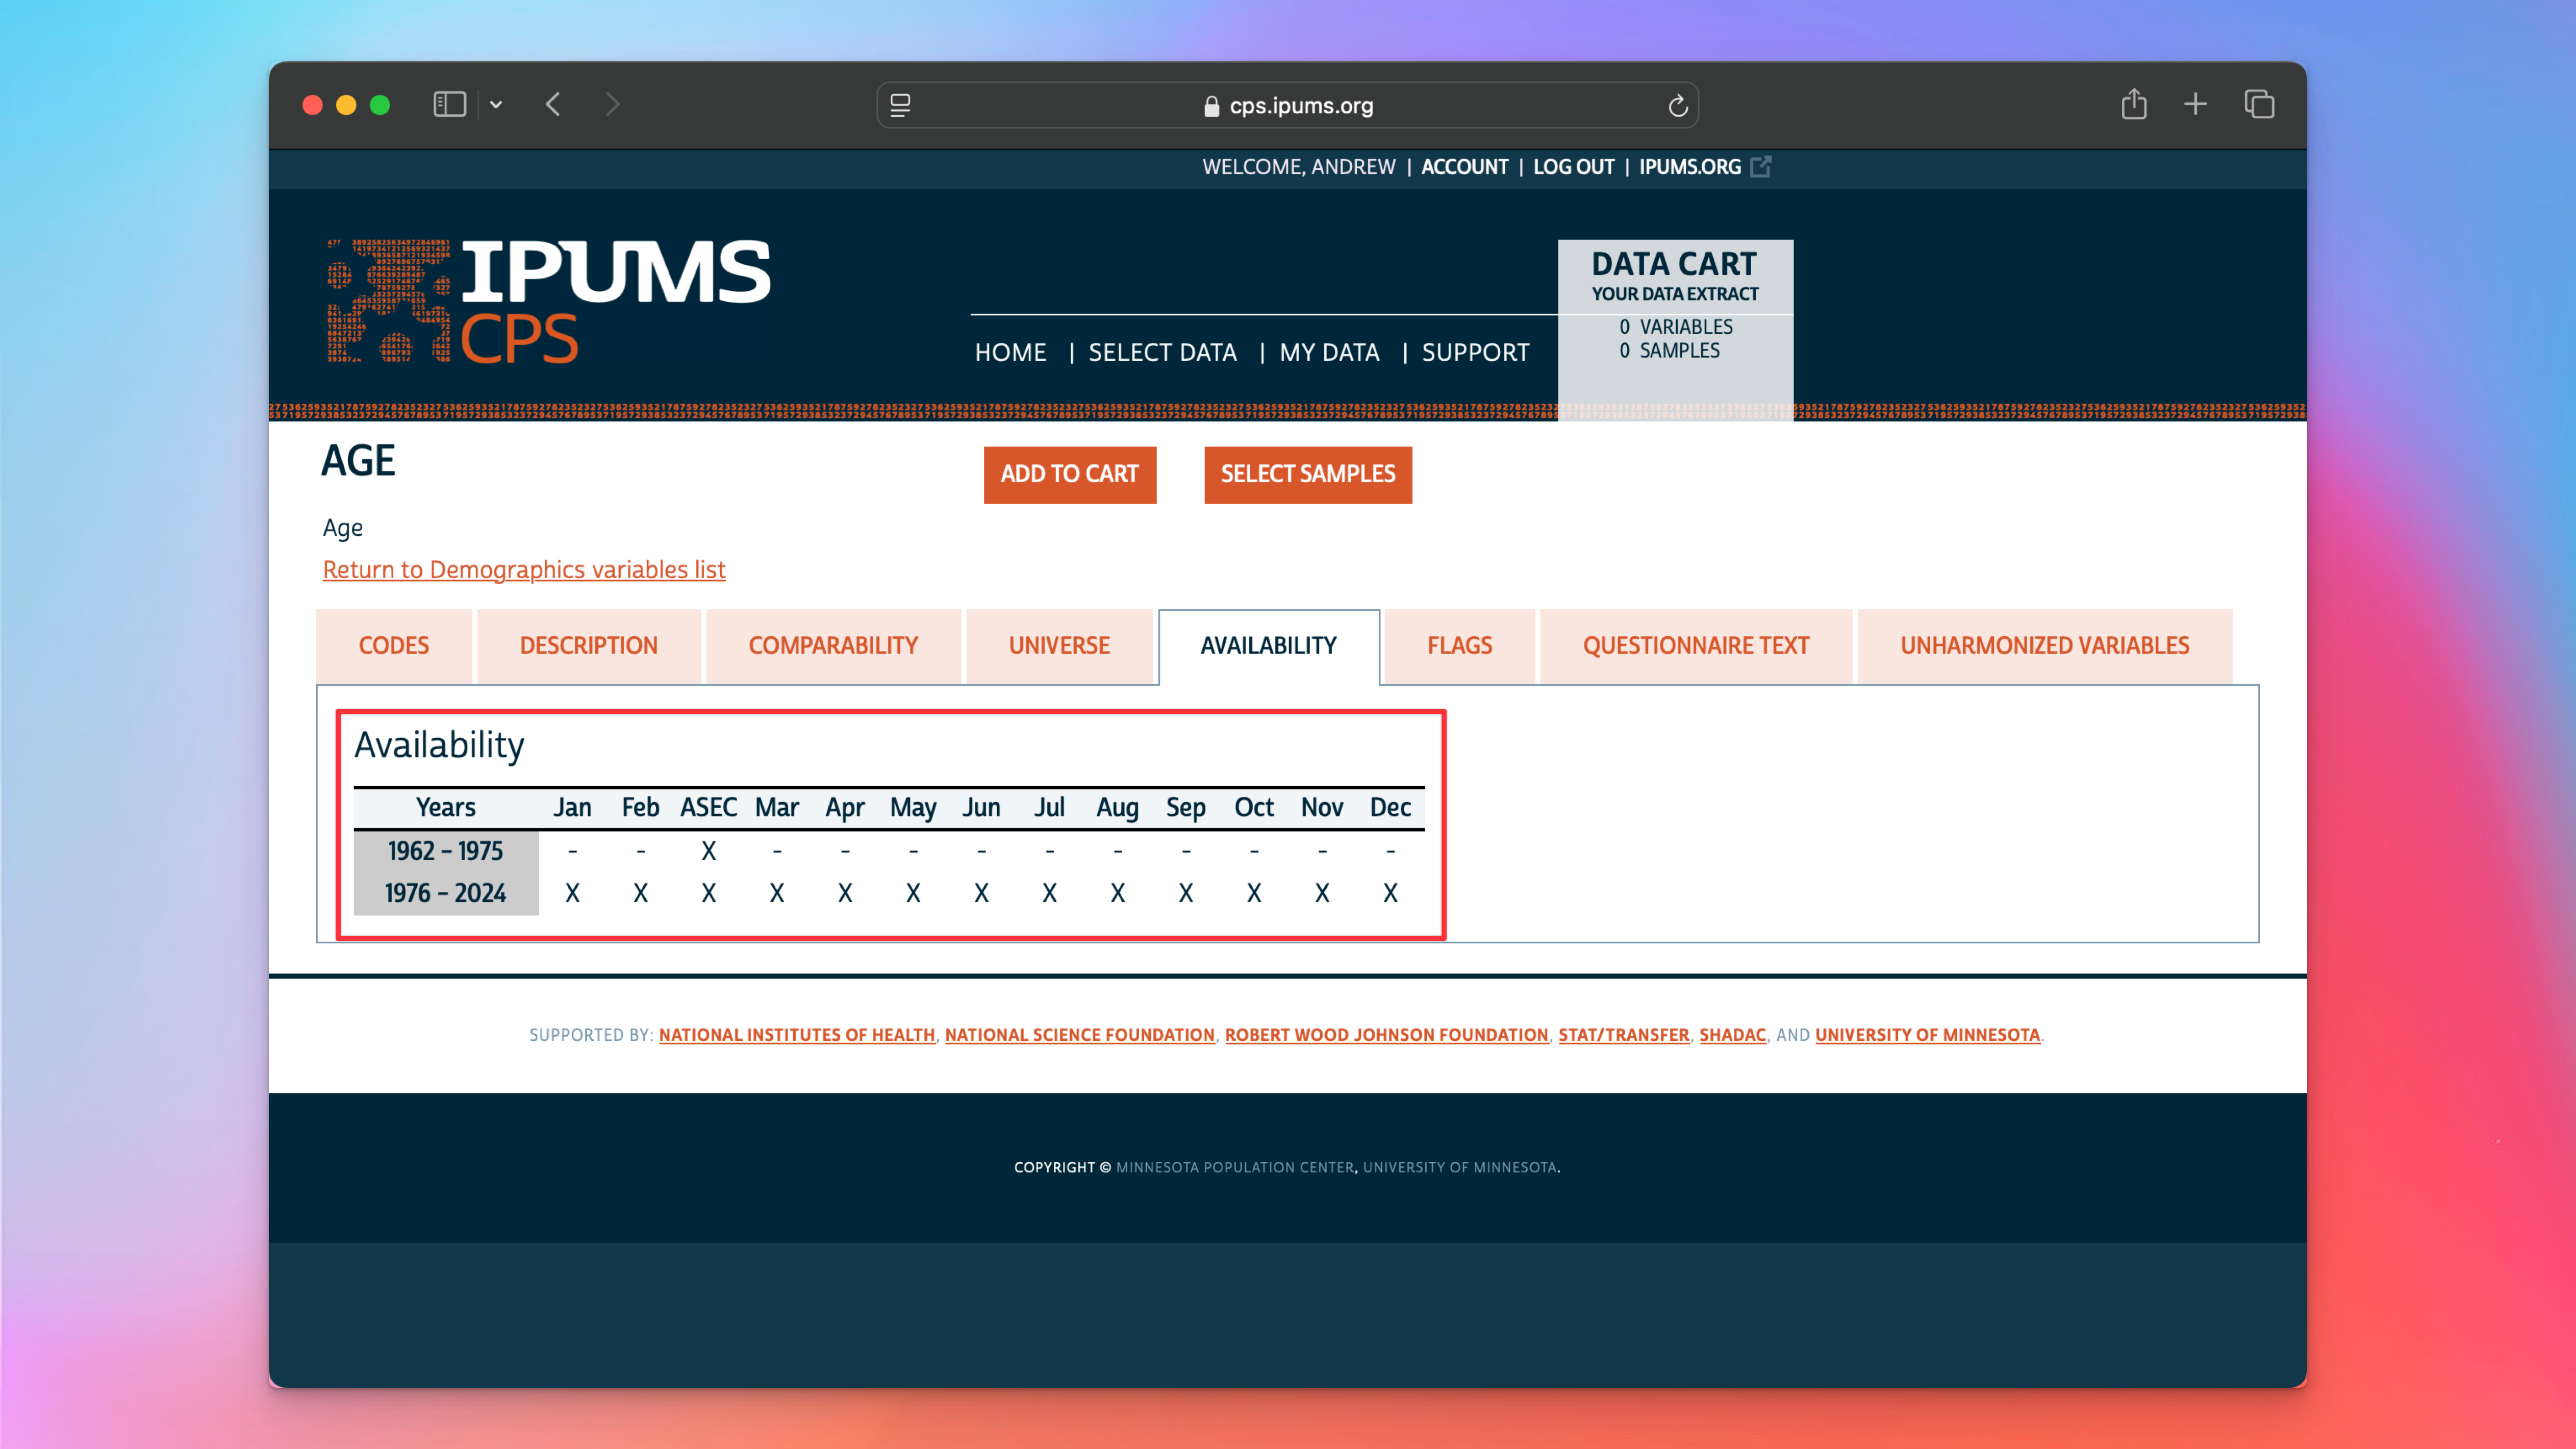 cps.ipums.org
WELCOME, ANDREW | ACCOUNT | LOG OUT | IPUMS.ORG
IPUMS
CPS
DATA CART
YOUR DATA EXTRACT
0 VARIABLES
0 SAMPLES
HOME | SELECT DATA | MY DATA | SUPPORT
AGE
ADD TO CART
SELECT SAMPLES
Age
Return to Demographics variables list
CODES DESCRIPTION COMPARABILITY UNIVERSE AVAILABILITY FLAGS QUESTIONNAIRE TEXT UNHARMONIZED VARIABLES
Availability
Years Jan Feb ASEC Mar Apr May Jun Jul Aug Sep Oct Nov Dec
1962 – 1975 - - X - - - - - - - - - -
1976 – 2024 X X X X X X X X X X X X X
SUPPORTED BY: NATIONAL INSTITUTES OF HEALTH, NATIONAL SCIENCE FOUNDATION, ROBERT WOOD JOHNSON FOUNDATION, STAT/TRANSFER, SHADAC, AND UNIVERSITY OF MINNESOTA.
COPYRIGHT © MINNESOTA POPULATION CENTER, UNIVERSITY OF MINNESOTA.